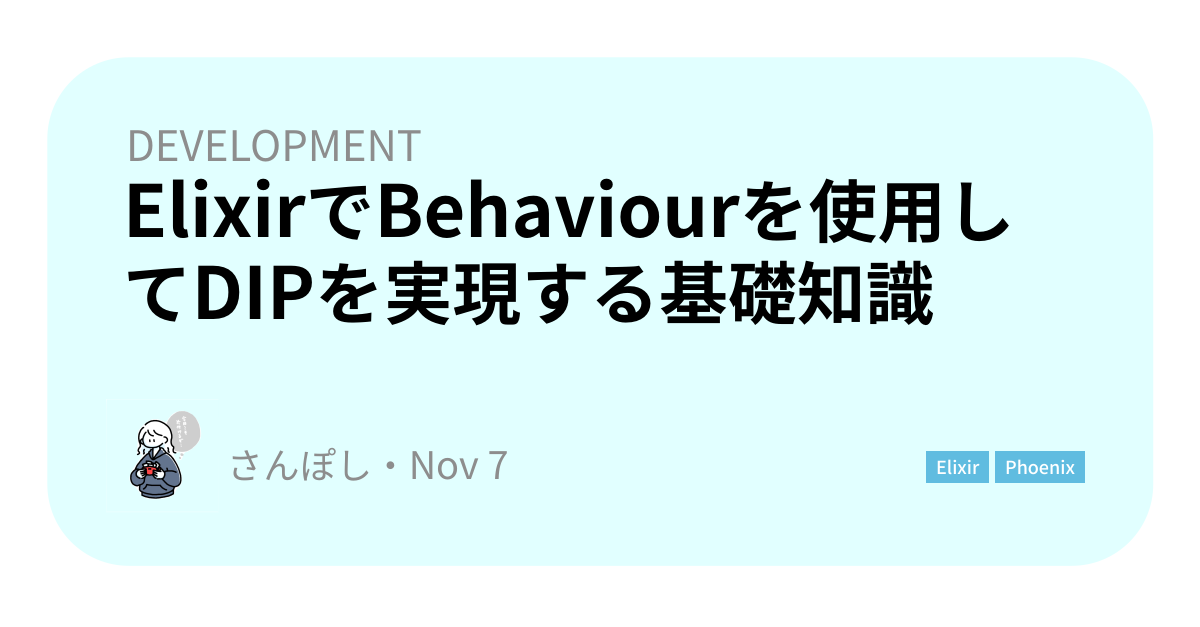 DEVELOPMENT
ElixirでBehaviourを使用し
てDIPを実現する基礎知識
さんぽし・Nov 7
Elixir
Phoenix